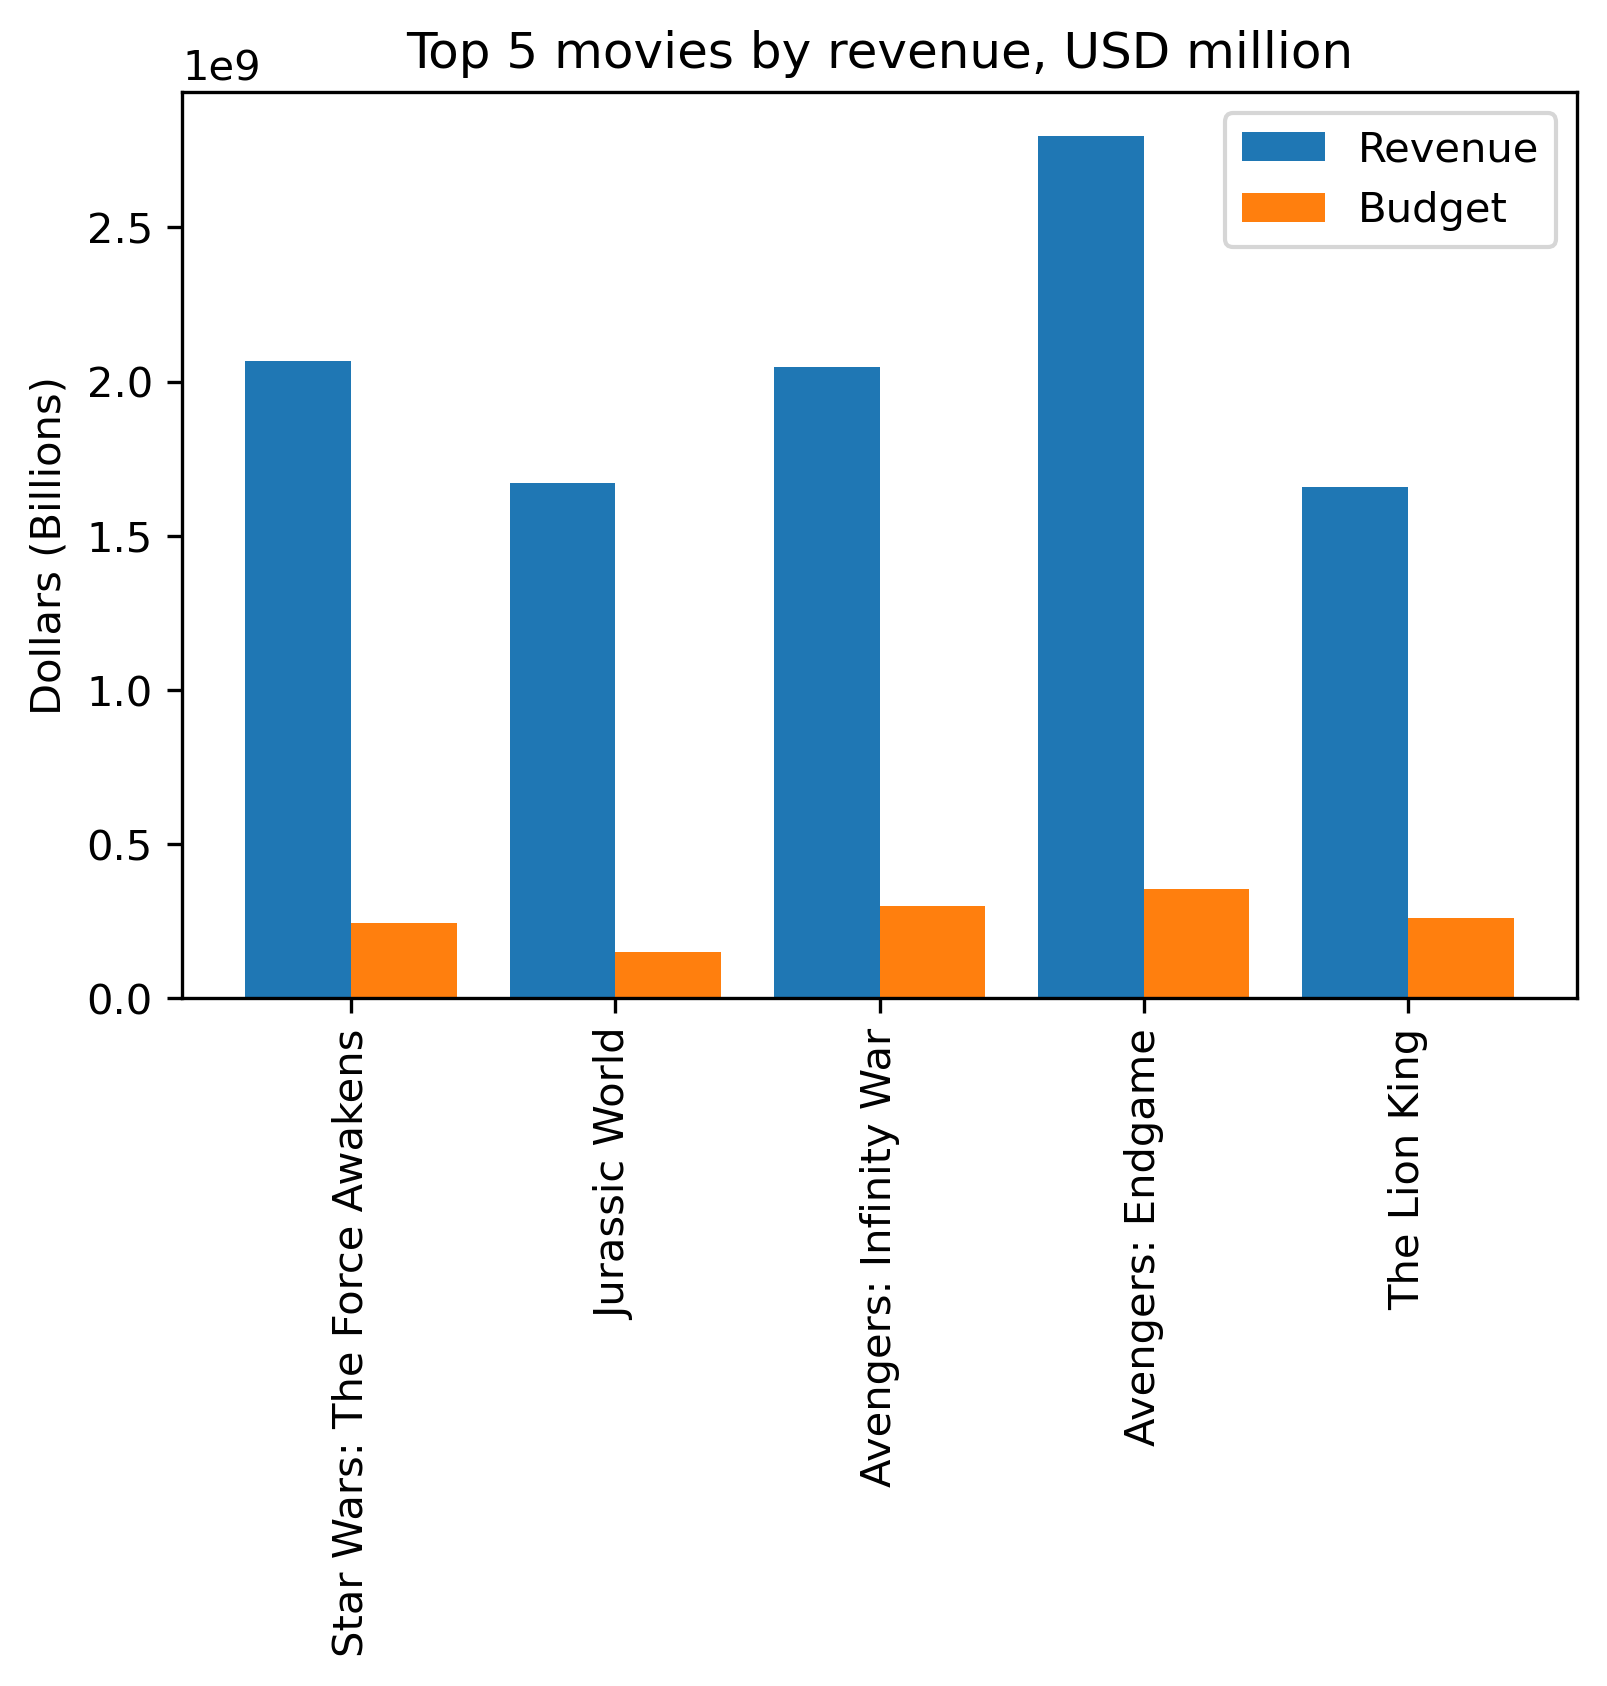 Top 5 movies by revenue, USD million
1e9
Revenue
Budget
Dollars (Billions)
2.5
2.0
1.5
1.0
0.5
0.0
Star Wars: The Force Awakens
Jurassic World
Avengers: Infinity War
Avengers: Endgame
The Lion King